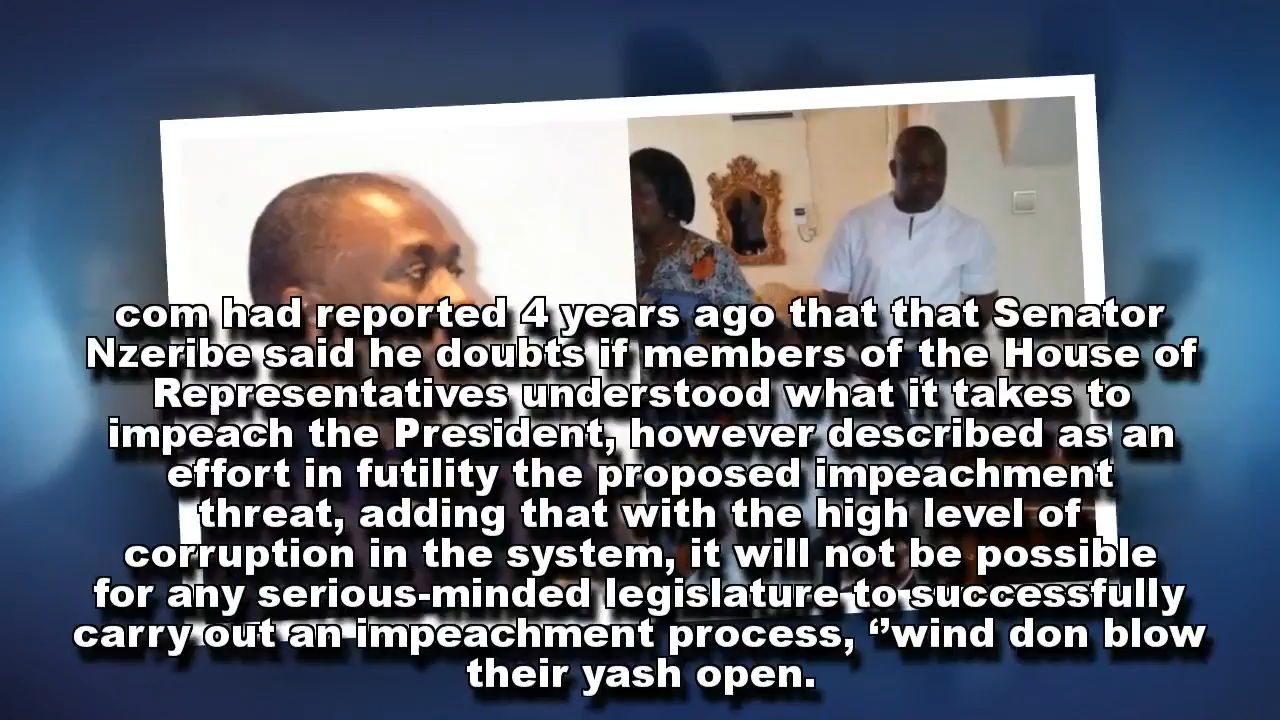 com had reported 4 years ago that that Senator
Nzeribe said he doubts if members of the House of
Representatives understood what it takes to
impeach the President, however described as an
effort in futility the proposed impeachment
threat, adding that with the high level of
corruption in the system, it will not be possible
for any serious-minded legislature to successfully
carry out an impeachment process, ‘’wind don blow
their yash open.